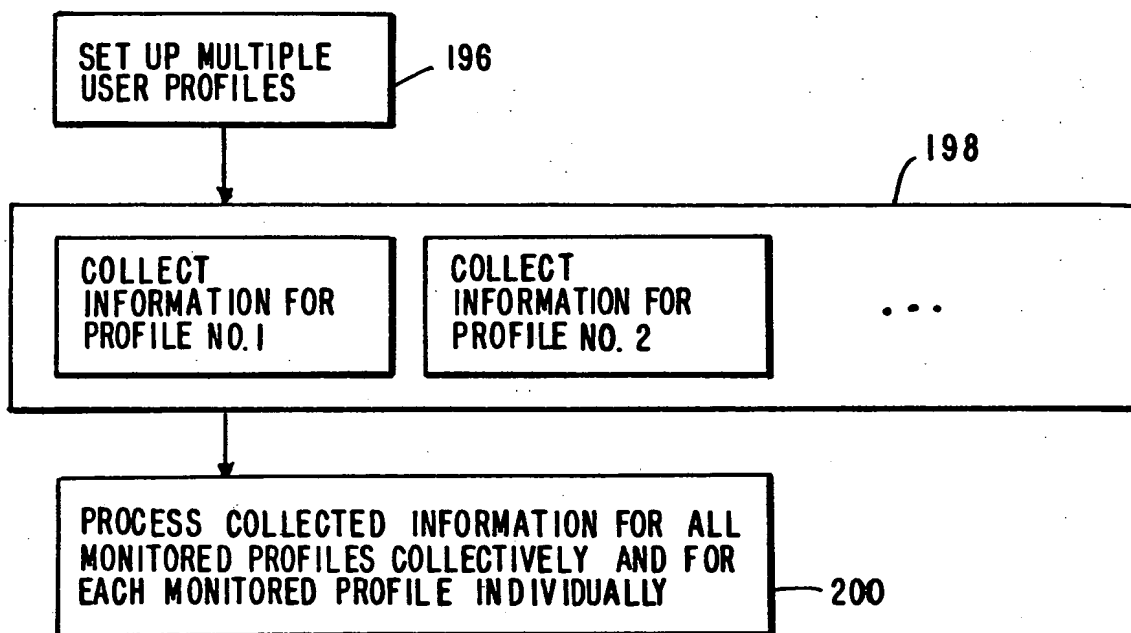 SET UP MULTIPLE
USER PROFILES
196
198
COLLECT
INFORMATION FOR
PROFILE NO. 1
COLLECT
INFORMATION FOR
PROFILE NO. 2
...
PROCESS COLLECTED INFORMATION FOR ALL
MONITORED PROFILES COLLECTIVELY AND FOR
EACH MONITORED PROFILE INDIVIDUALLY
200